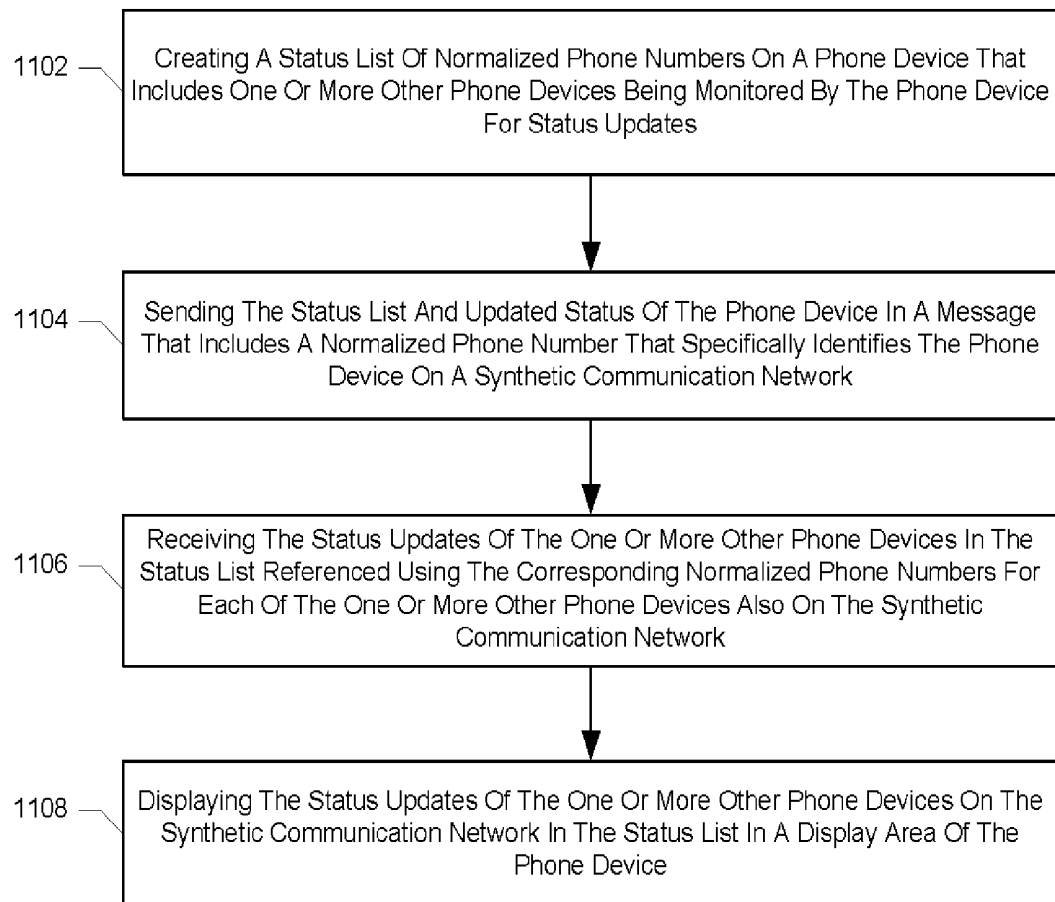 1102
Creating A Status List Of Normalized Phone Numbers On A Phone Device That
Includes One Or More Other Phone Devices Being Monitored By The Phone Device
For Status Updates
1104
Sending The Status List And Updated Status Of The Phone Device In A Message
That Includes A Normalized Phone Number That Specifically Identifies The Phone
Device On A Synthetic Communication Network
1106
Receiving The Status Updates Of The One Or More Other Phone Devices In The
Status List Referenced Using The Corresponding Normalized Phone Numbers For
Each Of The One Or More Other Phone Devices Also On The Synthetic
Communication Network
1108
Displaying The Status Updates Of The One Or More Other Phone Devices On The
Synthetic Communication Network In The Status List In A Display Area Of The
Phone Device